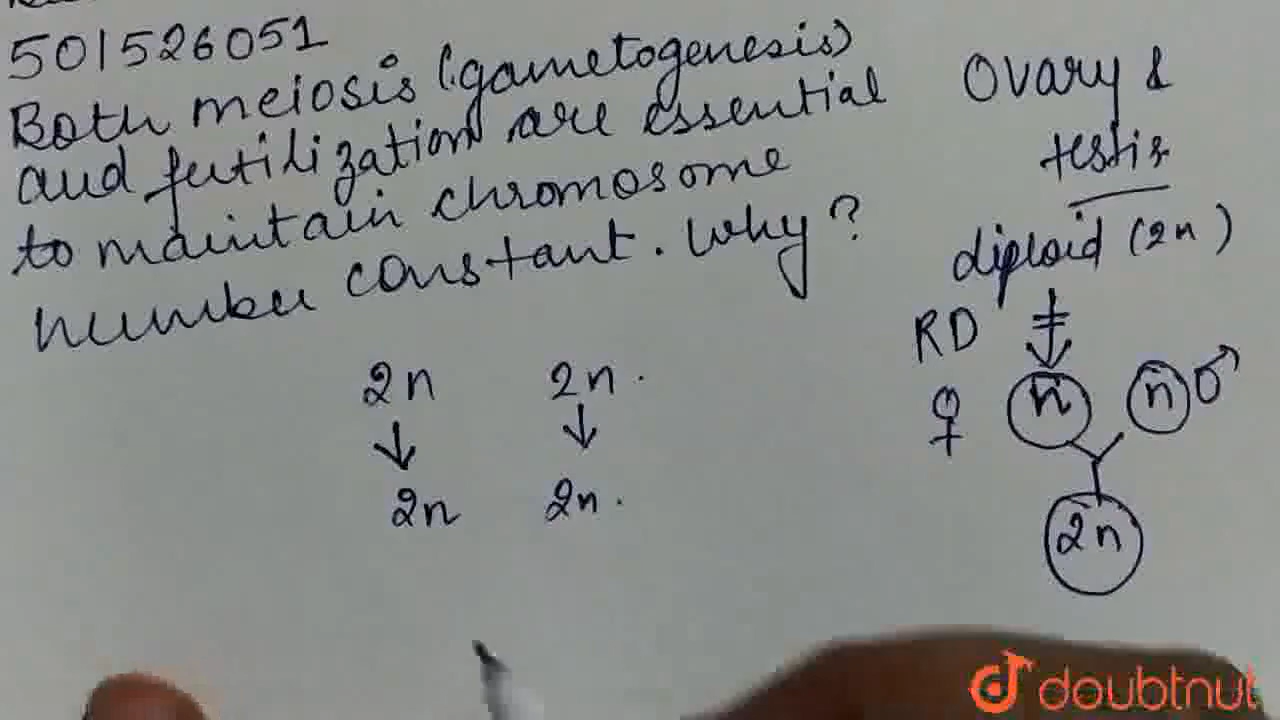 501526051
Both meiosis (gametogenesis)
and fertilization are essential
to maintain chromosome
number constant. Why?
Ovary &
testis
diploid (2n)
RD
♀ n n ♂
2n
2n 2n.
2n 2n.
doubtnut